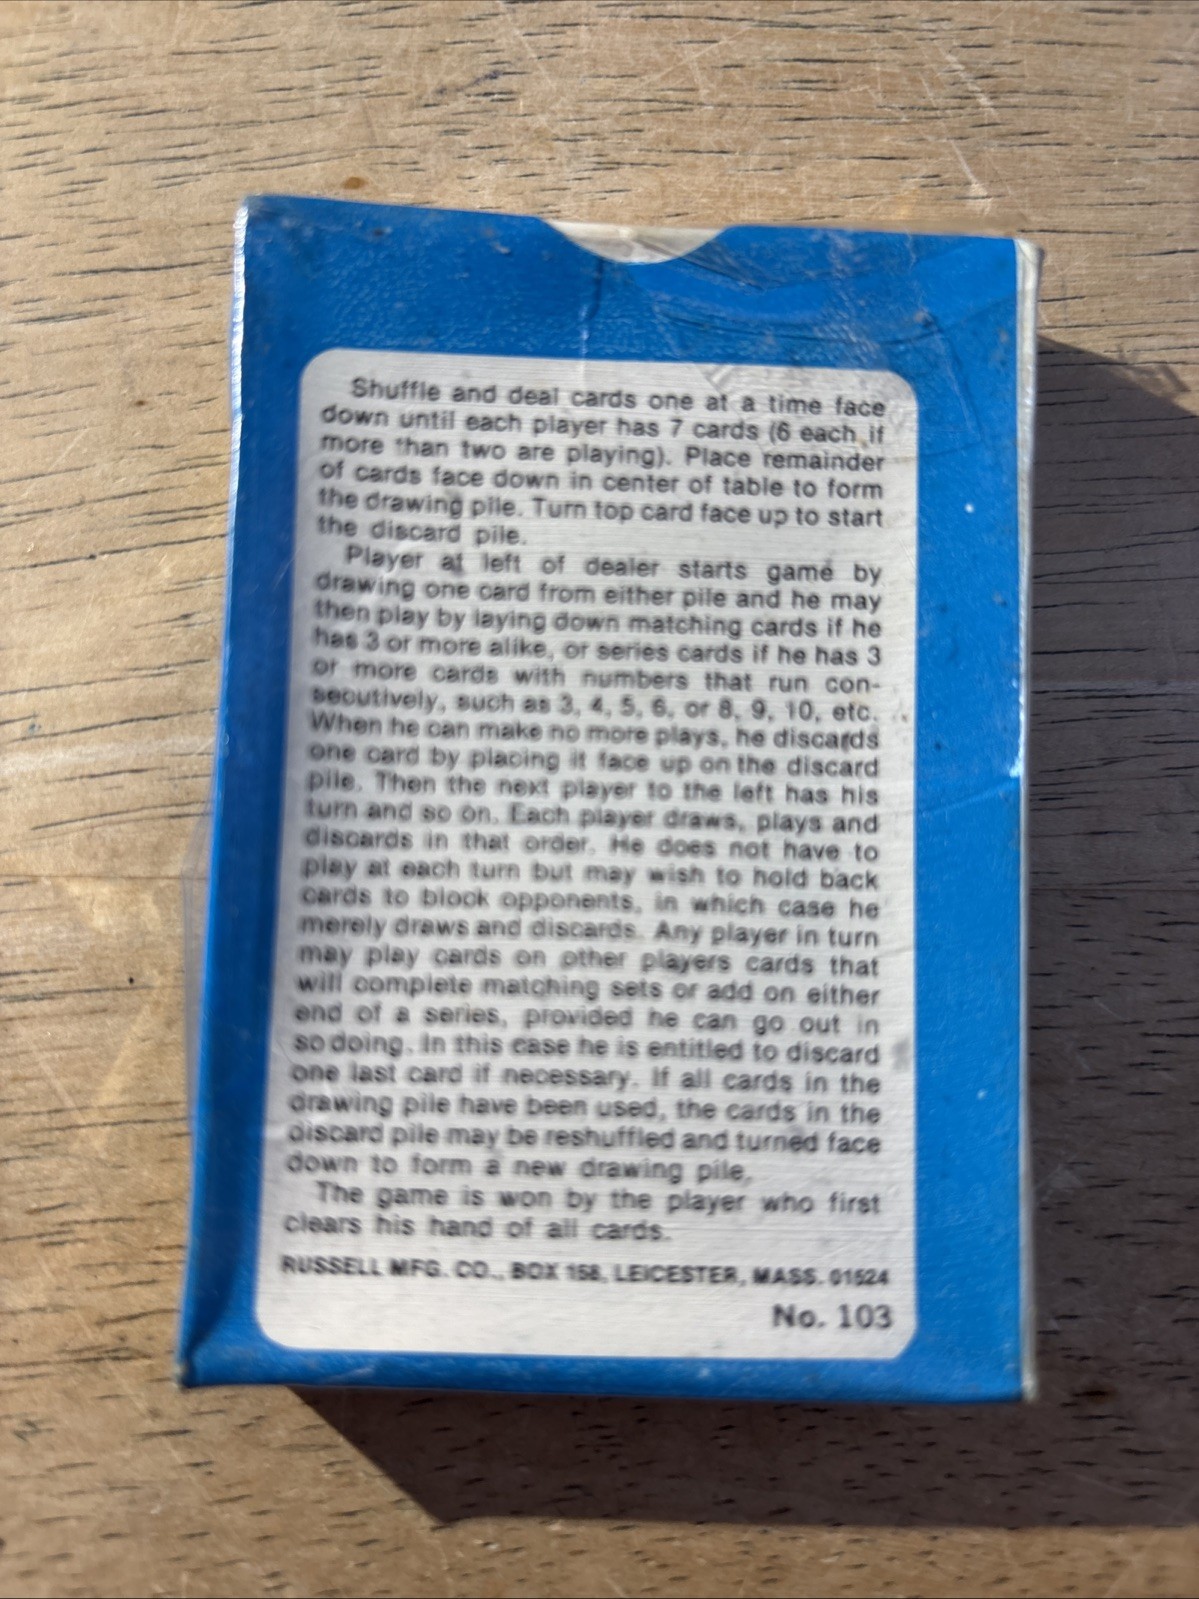 Shuffle and deal cards one at a time face
down until each player has 7 cards (6 each if
more than two are playing). Place remainder
of cards face down in center of table to form
the drawing pile. Turn top card face up to start
the discard pile.
Player at left of dealer starts game by
drawing one card from either pile and he may
then play by laying down matching cards if he
has 3 or more alike, or series cards if he has 3
or more cards with numbers that run con-
secutively, such as 3, 4, 5, 6, or 8, 9, 10, etc.
When he can make no more plays, he discards
one card by placing it face up on the discard
pile. Then the next player to the left has his
turn and so on. Each player draws, plays and
discards in that order. He does not have to
play at each turn but may wish to hold back
cards to block opponents, in which case he
merely draws and discards. Any player in turn
may play cards on other players cards that
will complete matching sets or add on either
end of a series, provided he can go out in
so doing. In this case he is entitled to discard
one last card if necessary. If all cards in the
drawing pile have been used, the cards in the
discard pile may be reshuffled and turned face
down to form a new drawing pile.
The game is won by the player who first
clears his hand of all cards.
RUSSELL MFG. CO., BOX 158, LEICESTER, MASS. 01524
No. 103